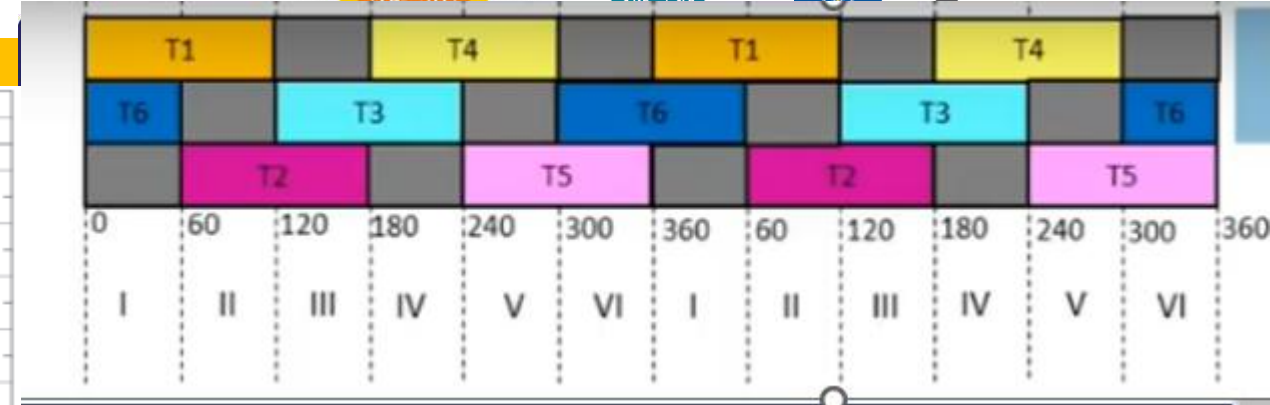 T1 T4 T1 T4
T6 T3 T6 T3 T6
T2 T5 T2 T5
0 60 120 180 240 300 360 60 120 180 240 300 360
I II III IV V VI I II III IV V VI